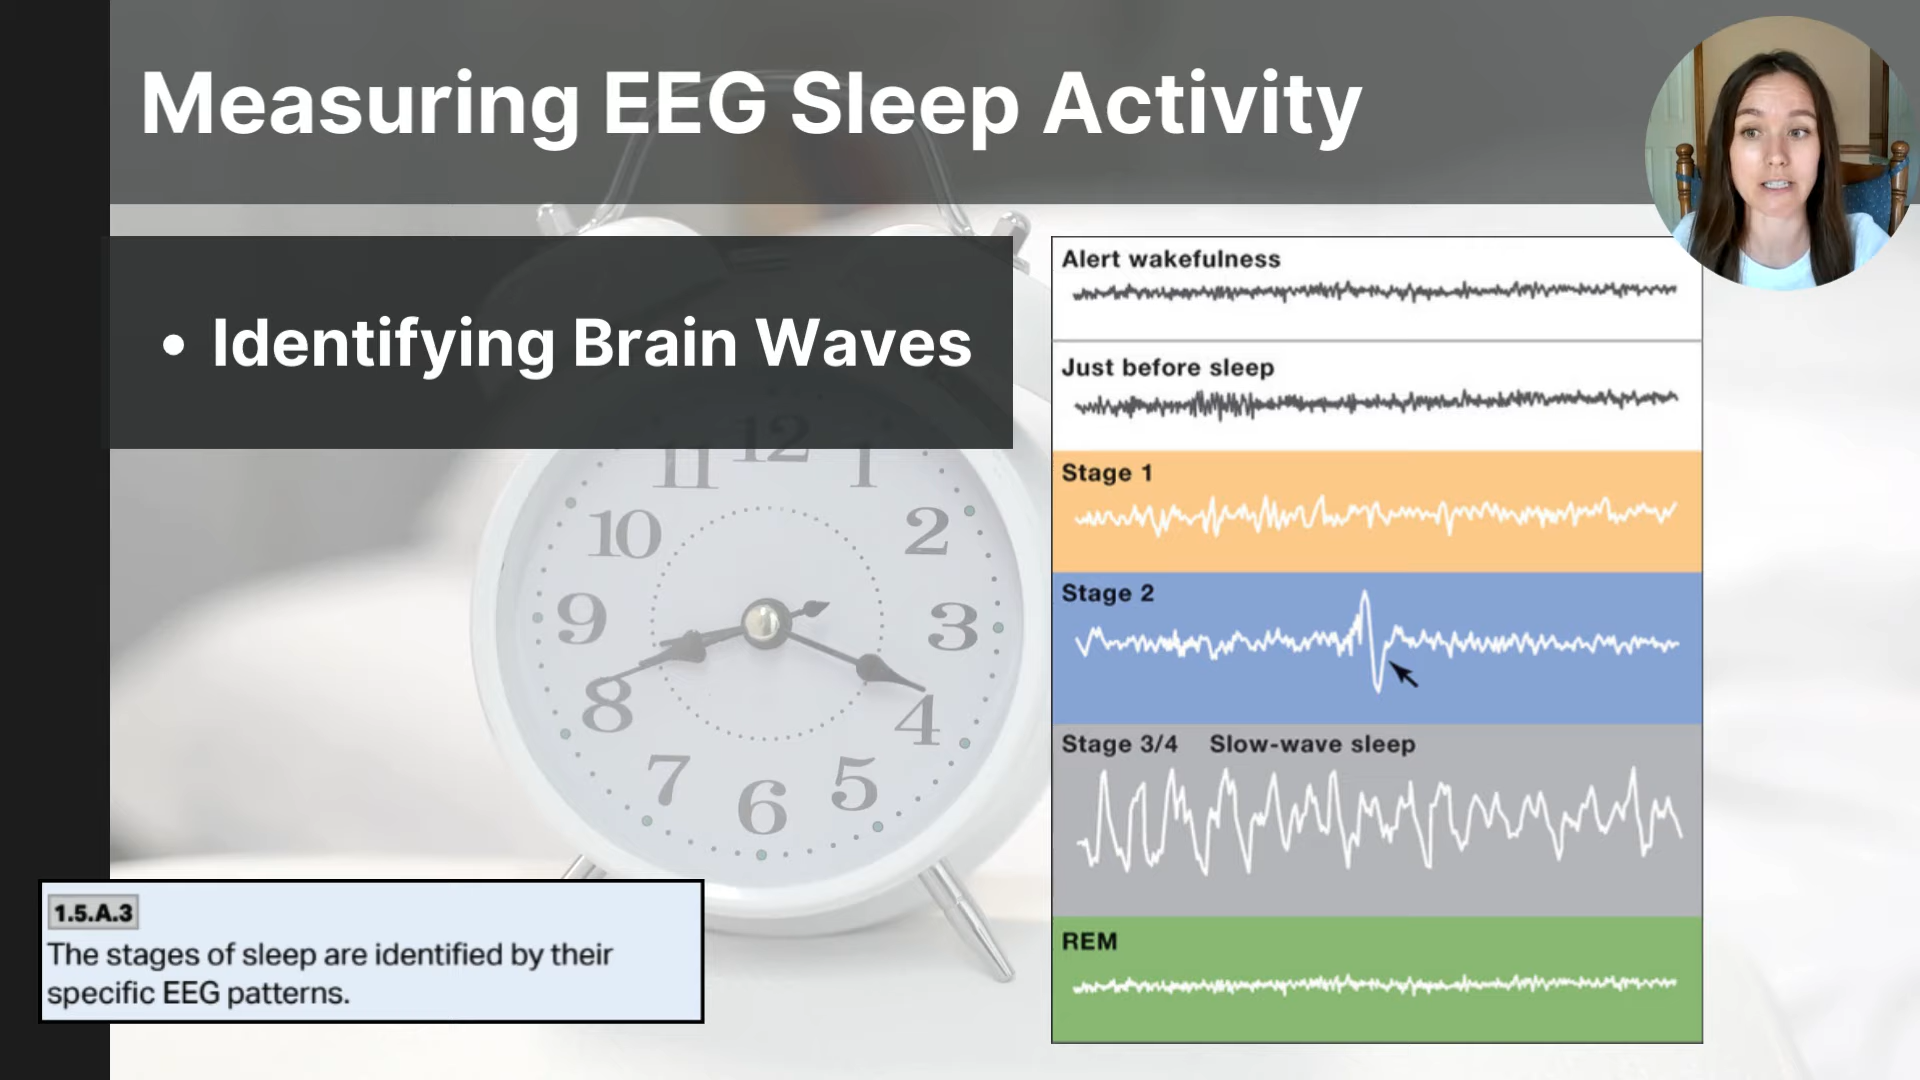 Measuring EEG Sleep Activity
• Identifying Brain Waves
12
11
1
10
2
9
3
8
4
7
5
6
1.5.A.3
The stages of sleep are identified by their
specific EEG patterns.
Alert wakefulness
Just before sleep
Stage 1
Stage 2
Stage 3/4 Slow-wave sleep
REM